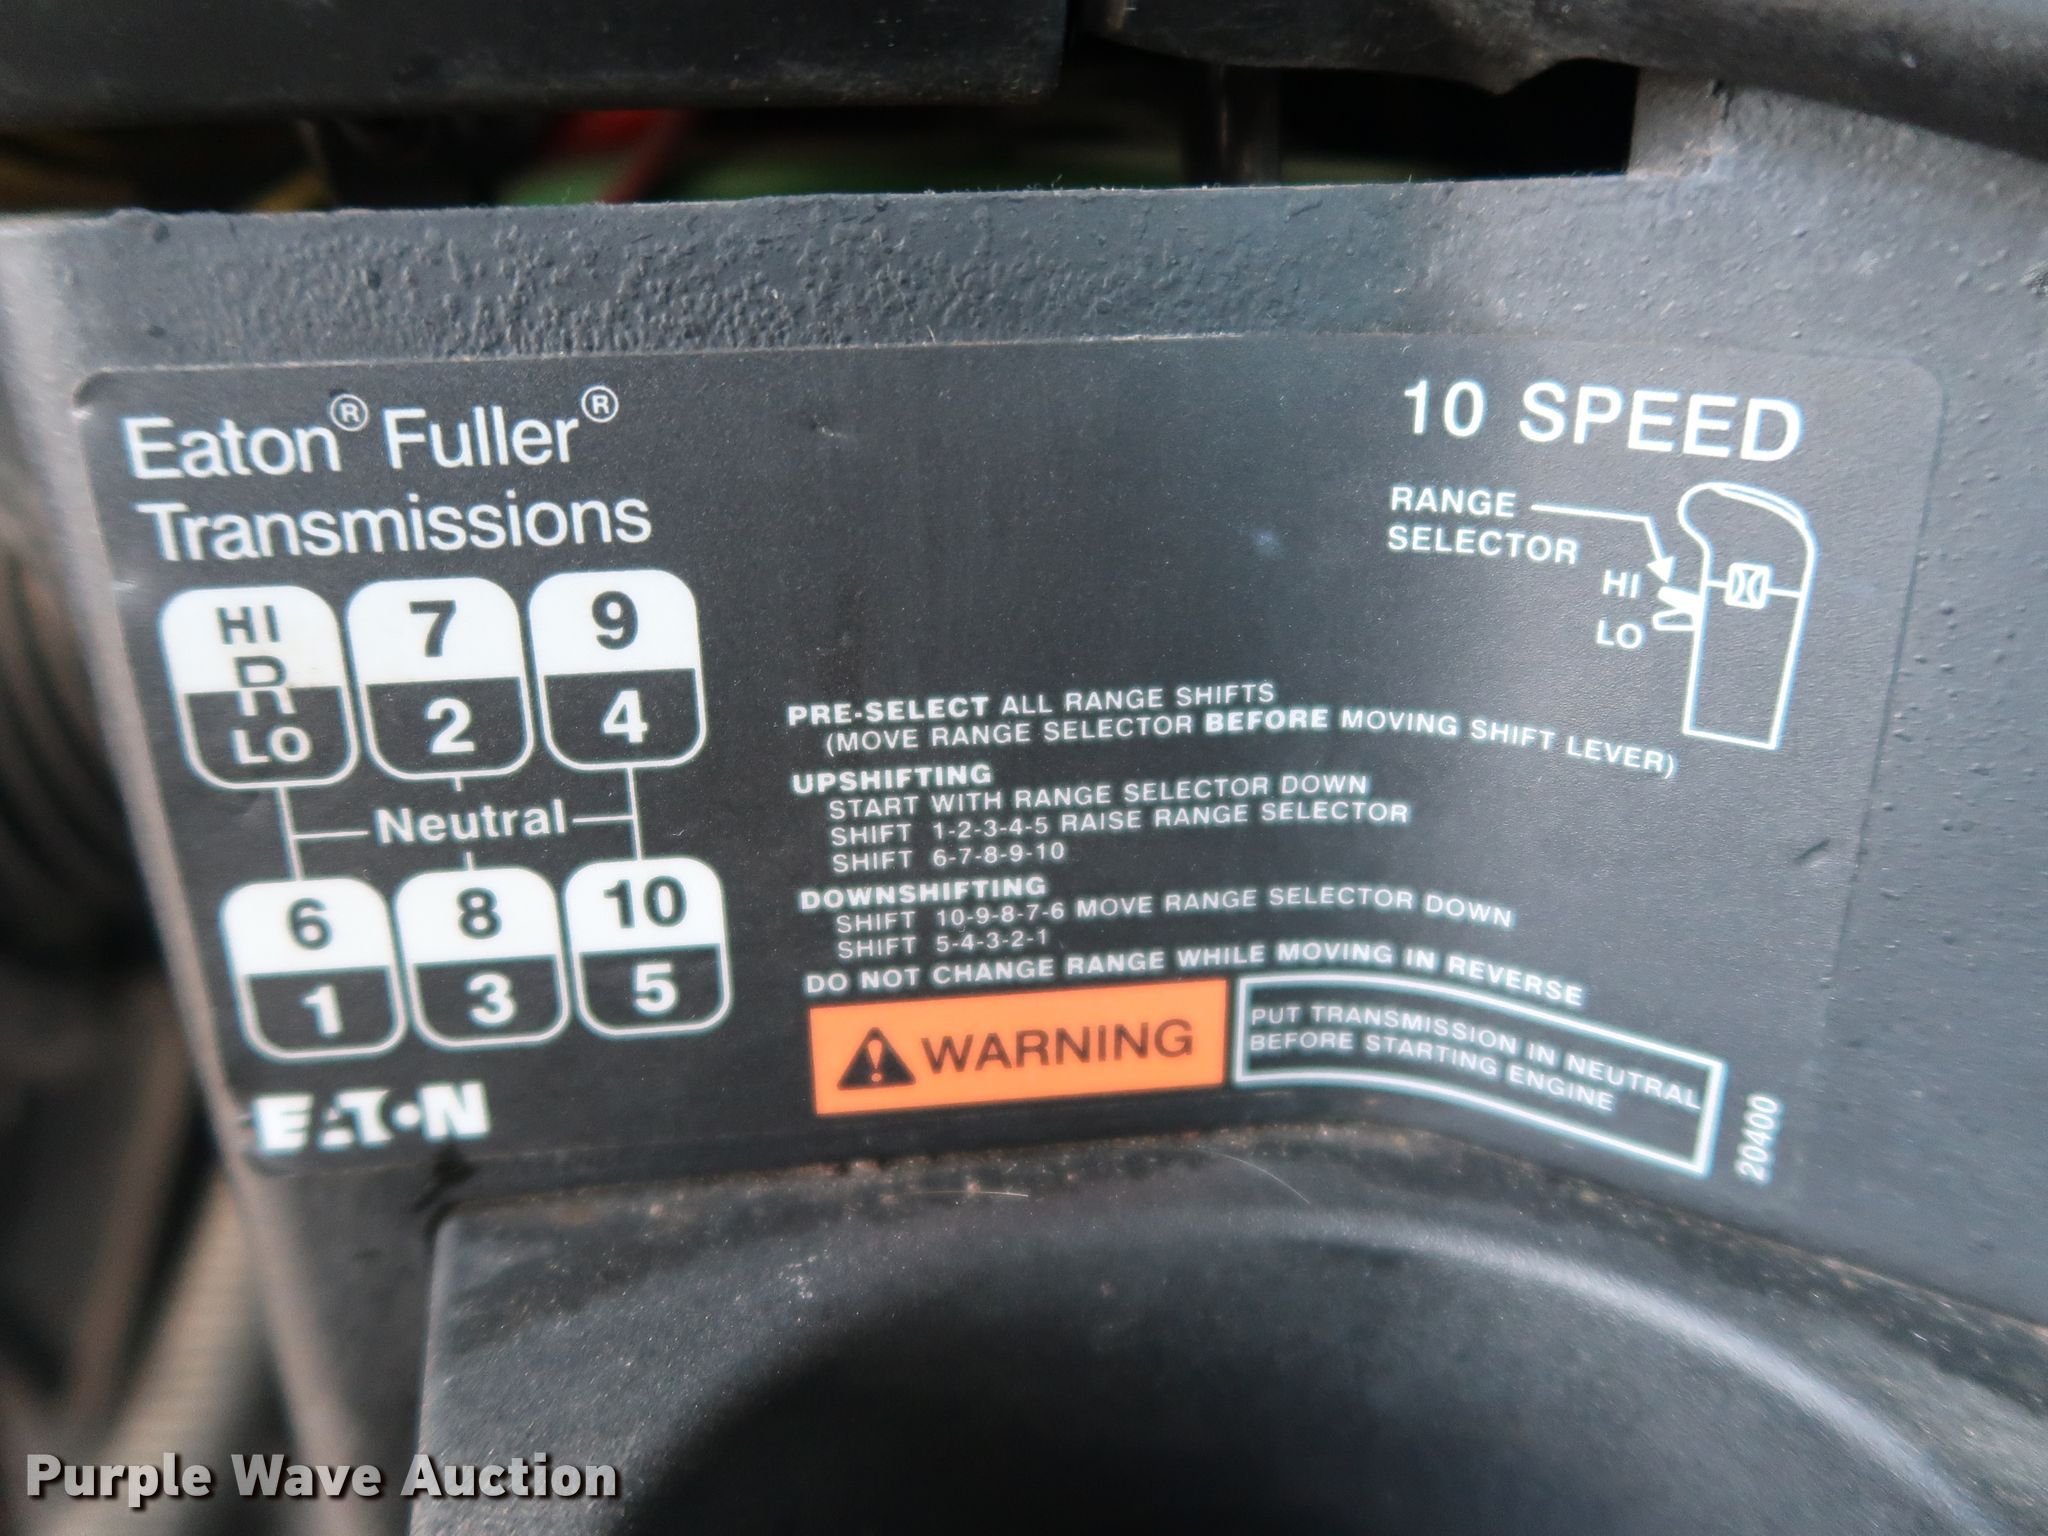 Eaton® Fuller®
Transmissions
10 SPEED
RANGE
SELECTOR
HI
LO
HI 7 9
R
LO 2 4
Neutral
6 8 10
1 3 5
EATON
PRE-SELECT ALL RANGE SHIFTS
(MOVE RANGE SELECTOR BEFORE MOVING SHIFT LEVER)
UPSHIFTING
START WITH RANGE SELECTOR DOWN
SHIFT 1-2-3-4-5 RAISE RANGE SELECTOR
SHIFT 6-7-8-9-10
DOWNSHIFTING
SHIFT 10-9-8-7-6 MOVE RANGE SELECTOR DOWN
SHIFT 5-4-3-2-1
DO NOT CHANGE RANGE WHILE MOVING IN REVERSE
WARNING
PUT TRANSMISSION IN NEUTRAL
BEFORE STARTING ENGINE
20400
Purple Wave Auction